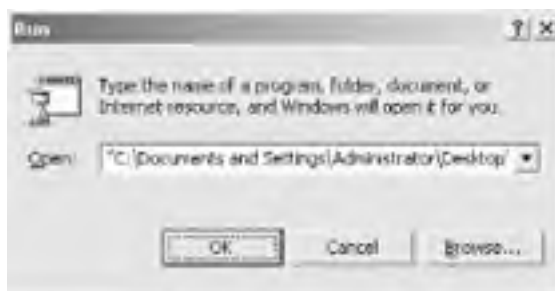 Run
Type the name of a program, folder, document, or
Internet resource, and Windows will open it for you.
Open:
"C:\Documents and Settings\Administrator\Desktop"
OK
Cancel
Browse...